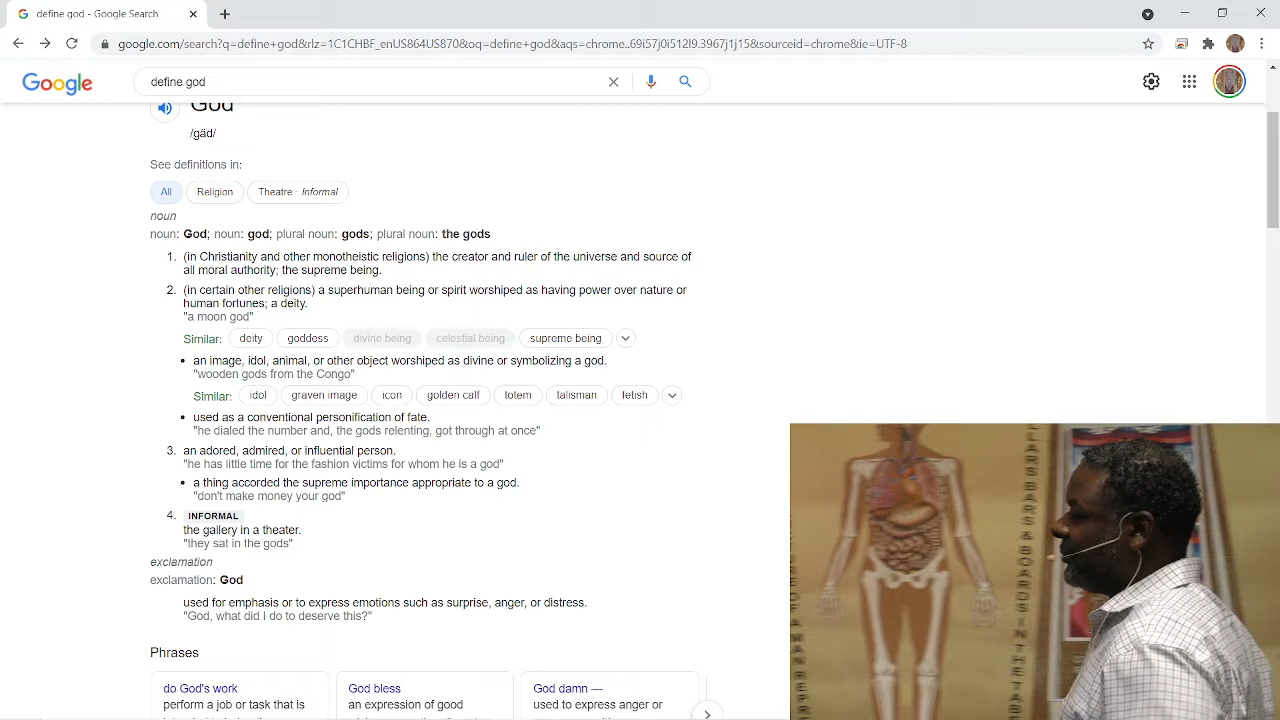 define god - Google Search
google.com/search?q=define+god&rlz=1C1CHBF_enUS864US870&oq=define+god&aqs=chrome..69i57j0i512l9.3967j1j15&sourceid=chrome&ie=UTF-8
Google
define god
God
/ɡäd/
See definitions in:
All
Religion
Theatre · Informal
noun
noun: God; noun: god; plural noun: gods; plural noun: the gods
1. (in Christianity and other monotheistic religions) the creator and ruler of the universe and source of
all moral authority; the supreme being.
2. (in certain other religions) a superhuman being or spirit worshiped as having power over nature or
human fortunes; a deity.
"a moon god"
Similar: deity goddess divine being celestial being supreme being
• an image, idol, animal, or other object worshiped as divine or symbolizing a god.
"wooden gods from the Congo"
Similar: idol graven image icon golden calf totem talisman fetish
• used as a conventional personification of fate.
"he dialed the number and, the gods relenting, got through at once"
3. an adored, admired, or influential person.
"he has little time for the fashion victims for whom he is a god"
• a thing accorded the supreme importance appropriate to a god.
"don't make money your god"
4. INFORMAL
the gallery in a theater.
"they sat in the gods"
exclamation
exclamation: God
used for emphasis or to express emotions such as surprise, anger, or distress.
"God, what did I do to deserve this?"
Phrases
do God's work
perform a job or task that is
God bless
an expression of good
God damn —
used to express anger or
LARS BARS & BOARDS IN THE TABE